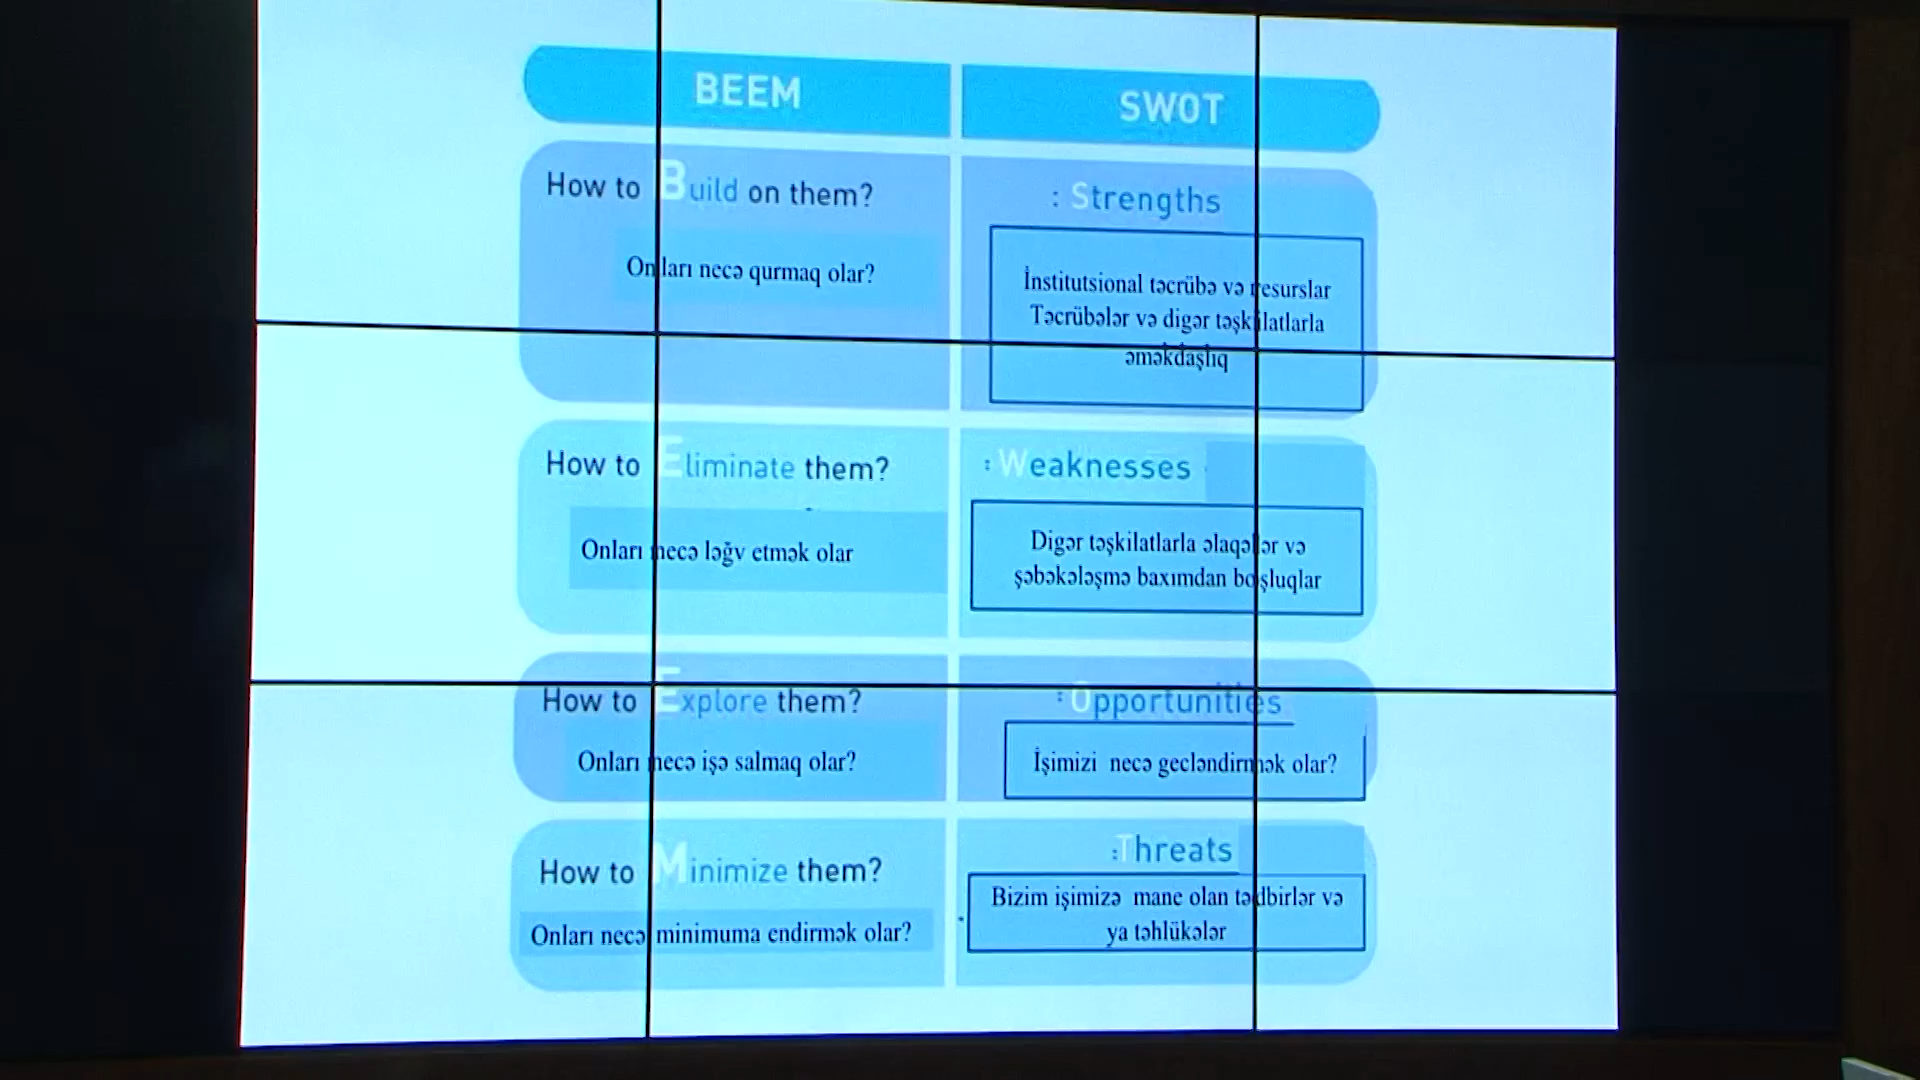 BEEM
SWOT
How to Build on them?
Onları necə qurmaq olar?
: Strengths
İnstitutsional təcrübə və resurslar
Təcrübələr və digər təşkilatlarla
əməkdaşlıq
How to Eliminate them?
Onları necə ləğv etmək olar
: Weaknesses
Digər təşkilatlarla əlaqələr və
şəbəkələşmə baxımdan boşluqlar
How to Explore them?
Onları necə işə salmaq olar?
: Opportunities
İşimizi necə gecləndirmək olar?
How to Minimize them?
Onları necə minimuma endirmək olar?
:Threats
Bizim işimizə mane olan tədbirlər və
ya təhlükələr